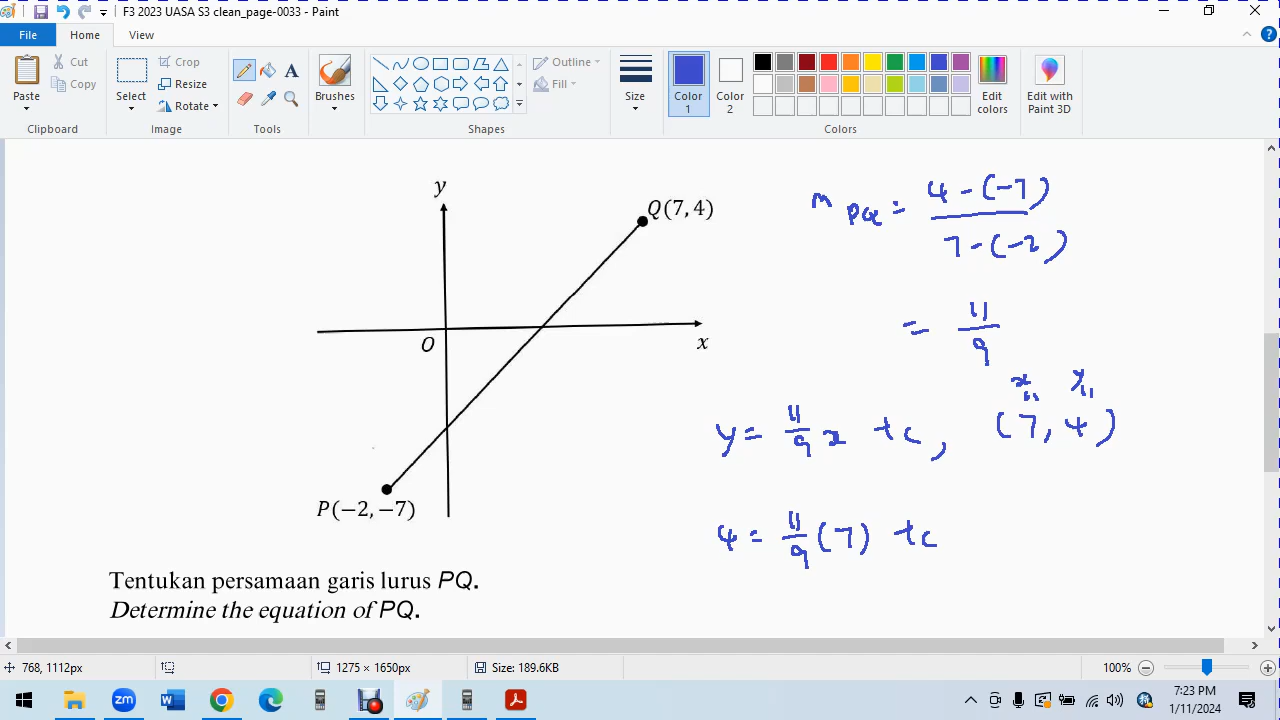 F3 2023 UASA S3 clean_page-0033 - Paint
File Home View
Paste Cut Copy Clipboard
Select Crop Resize Rotate Image
A Tools
Brushes
Outline Fill Shapes
Size
Color 1 Color 2 Edit colors Colors
Edit with Paint 3D
y
Q(7, 4)
O
x
P(−2, −7)
Tentukan persamaan garis lurus PQ.
Determine the equation of PQ.
m PQ = 4 - (-7) / 7 - (-2)
= 11/9
x y
y = 11/9 x + c, (7, 4)
4 = 11/9 (7) + c
768, 1112px 1275 × 1650px Size: 189.6KB 100%
zm W
7:23 PM
1/11/2024